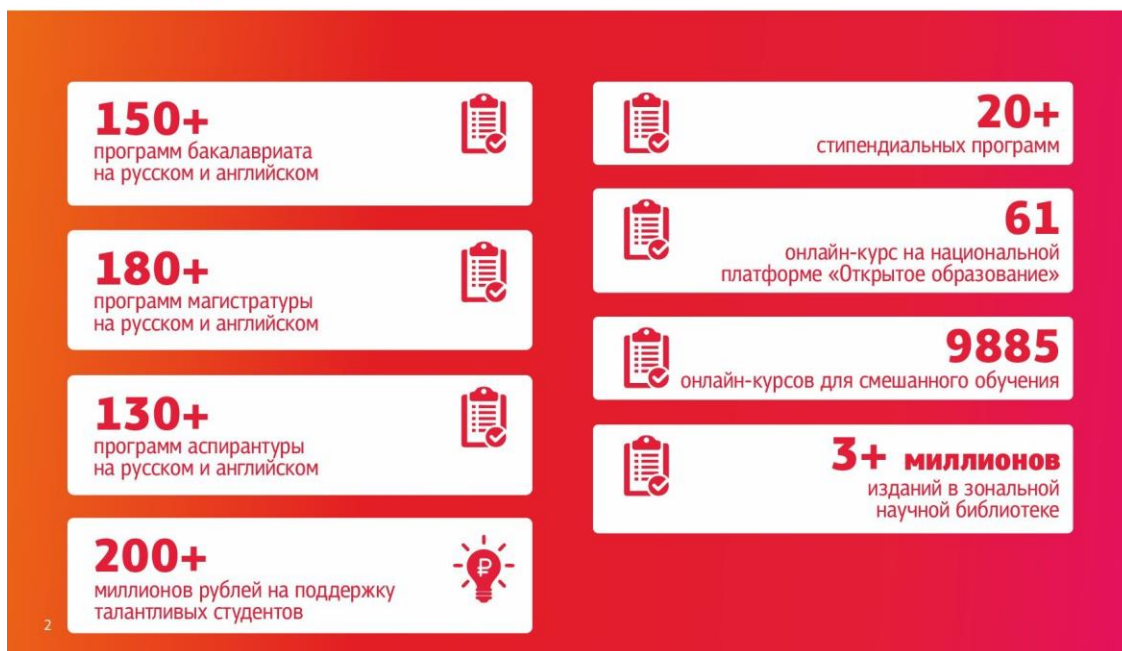 150+
программ бакалавриата
на русском и английском
180+
программ магистратуры
на русском и английском
130+
программ аспирантуры
на русском и английском
200+
миллионов рублей на поддержку
талантливых студентов
20+
стипендиальных программ
61
онлайн-курс на национальной
платформе «Открытое образование»
9885
онлайн-курсов для смешанного обучения
3+ миллионов
изданий в зональной
научной библиотеке
2